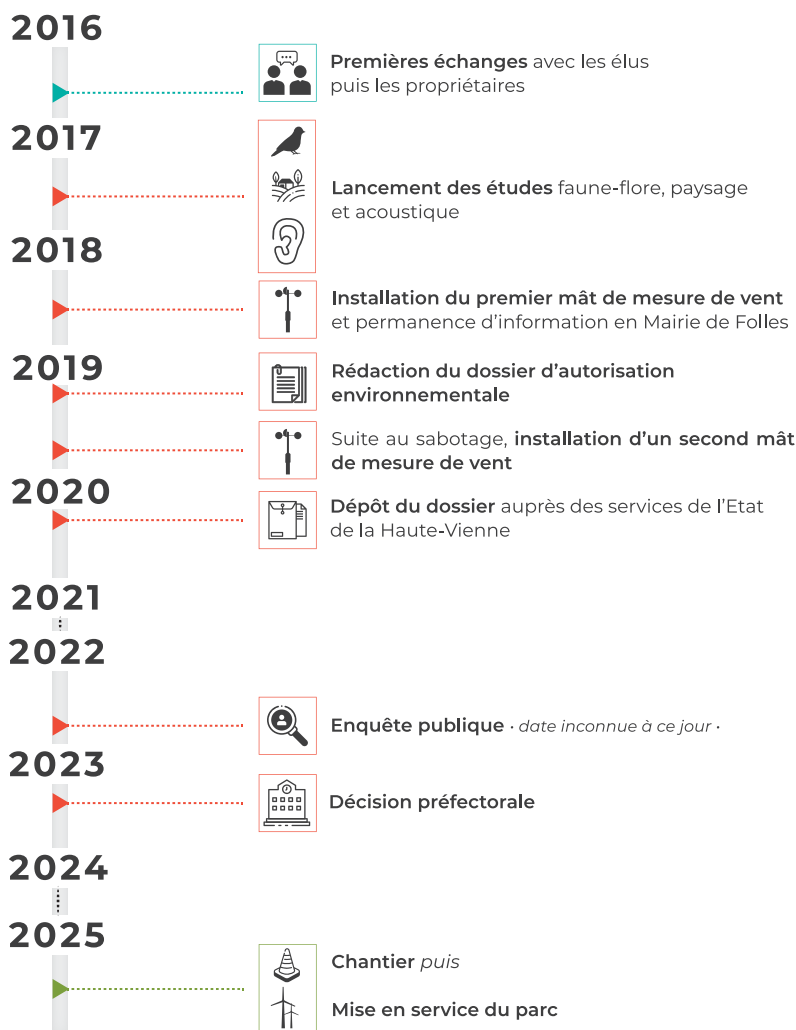 2016
Premières échanges avec les élus
puis les propriétaires
2017
Lancement des études faune-flore, paysage
et acoustique
2018
Installation du premier mât de mesure de vent
et permanence d'information en Mairie de Folles
2019
Rédaction du dossier d'autorisation
environnementale
Suite au sabotage, installation d'un second mât
de mesure de vent
2020
Dépôt du dossier auprès des services de l'Etat
de la Haute-Vienne
2021
2022
Enquête publique · date inconnue à ce jour ·
2023
Décision préfectorale
2024
2025
Chantier puis
Mise en service du parc